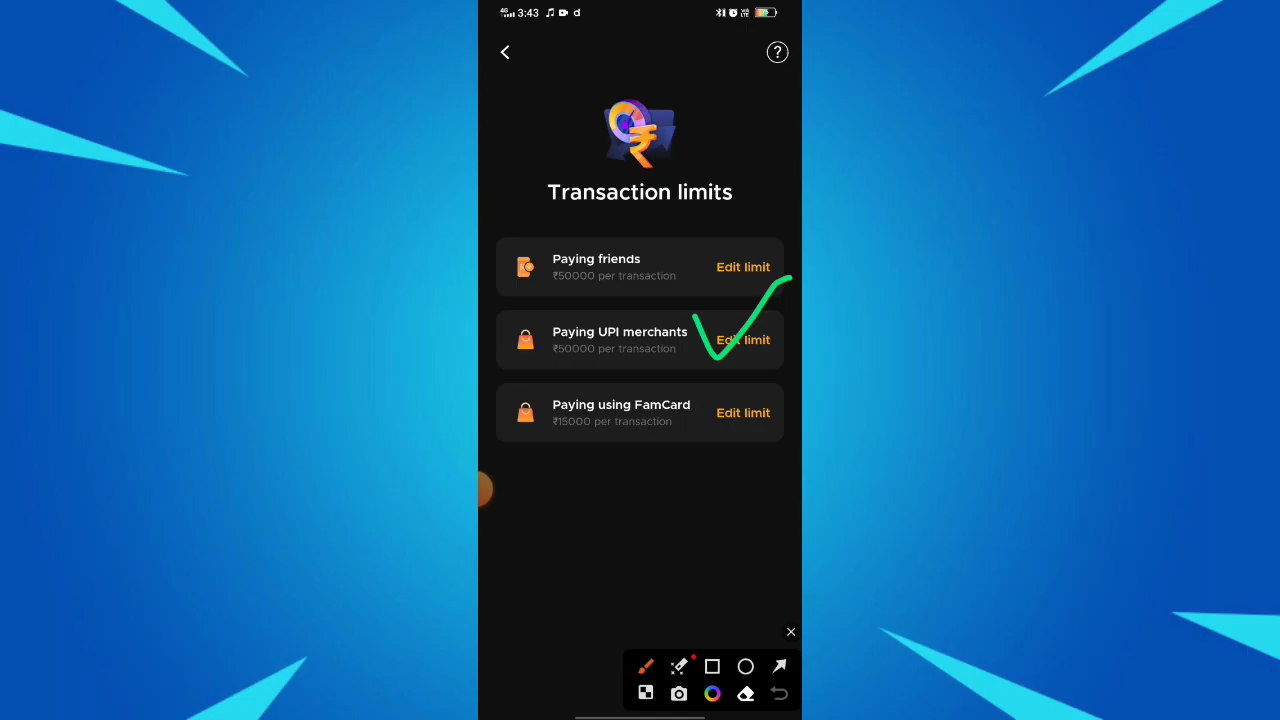 4G 3:43 d
?
Transaction limits
Paying friends
₹50000 per transaction
Edit limit
Paying UPI merchants
₹50000 per transaction
Edit limit
Paying using FamCard
₹15000 per transaction
Edit limit